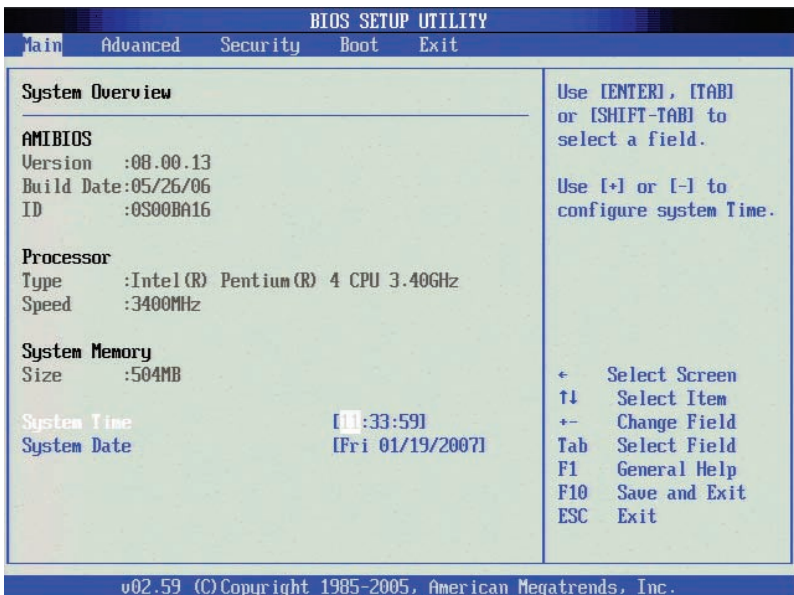 BIOS SETUP UTILITY
Main Advanced Security Boot Exit
System Overview
AMIBIOS
Version :08.00.13
Build Date:05/26/06
ID :0S00BA16
Processor
Type :Intel(R) Pentium(R) 4 CPU 3.40GHz
Speed :3400MHz
System Memory
Size :504MB
System Time [11:33:59]
System Date [Fri 01/19/2007]
Use [ENTER], [TAB]
or [SHIFT-TAB] to
select a field.
Use [+] or [-] to
configure system Time.
← Select Screen
↑↓ Select Item
+- Change Field
Tab Select Field
F1 General Help
F10 Save and Exit
ESC Exit
v02.59 (C)Copyright 1985-2005, American Megatrends, Inc.